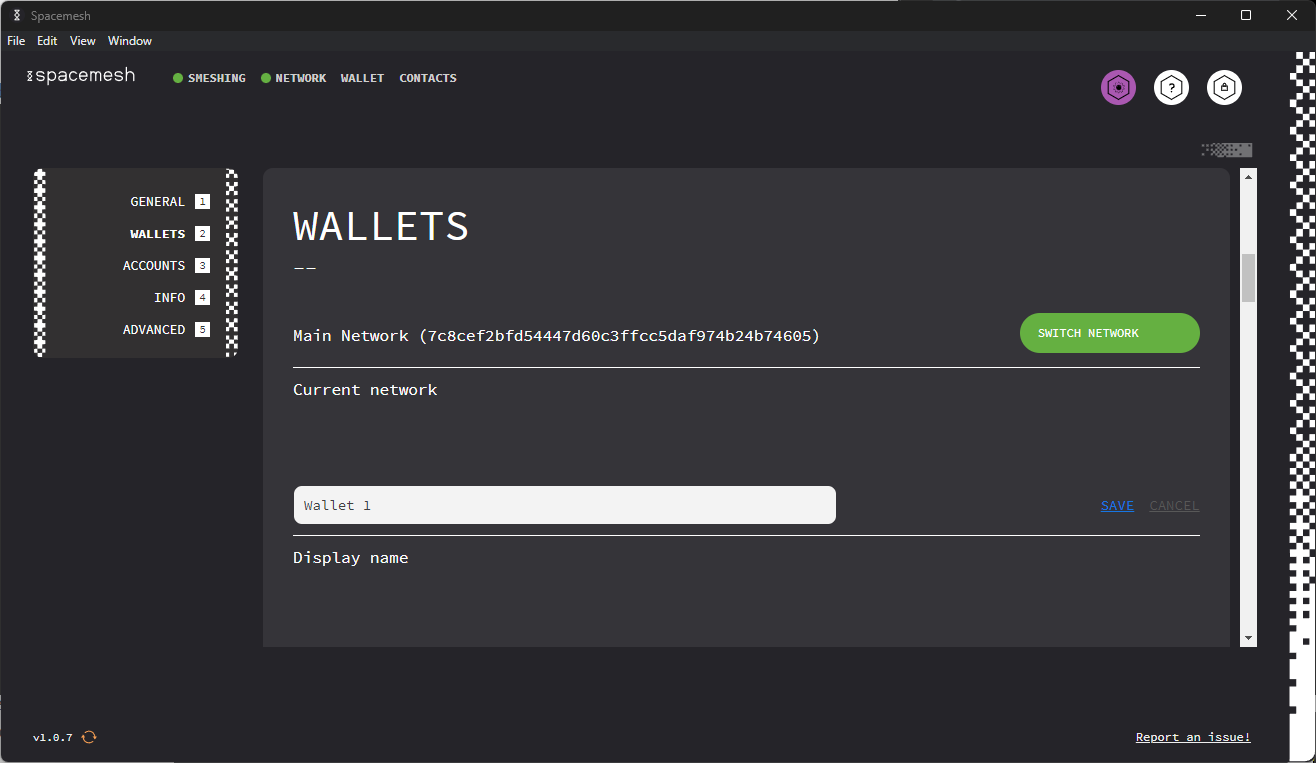 Spacemesh
File Edit View Window
spacemesh
SMESHING NETWORK WALLET CONTACTS
?
GENERAL 1
WALLETS 2
ACCOUNTS 3
INFO 4
ADVANCED 5
WALLETS
——
Main Network (7c8cef2bfd54447d60c3ffcc5daf974b24b74605)
SWITCH NETWORK
Current network
Wallet 1
SAVE CANCEL
Display name
v1.0.7
Report an issue!